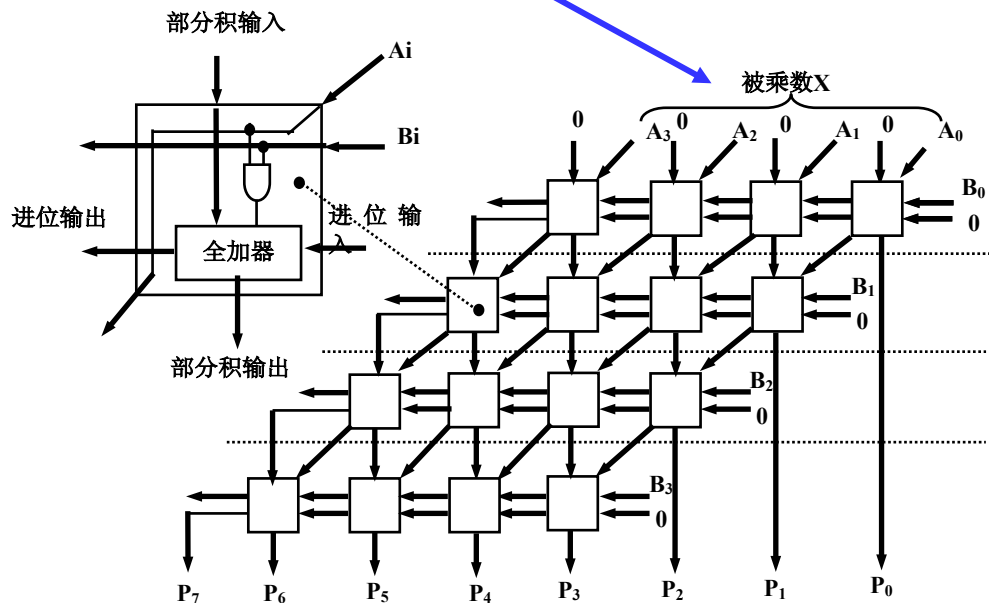 部分积输入
Ai
Bi
进位输出
进 位 输
入
全加器
部分积输出
被乘数X
0 A₃ 0 A₂ 0 A₁ 0 A₀
B₀
0
B₁
0
B₂
0
B₃
0
P₇ P₆ P₅ P₄ P₃ P₂ P₁ P₀